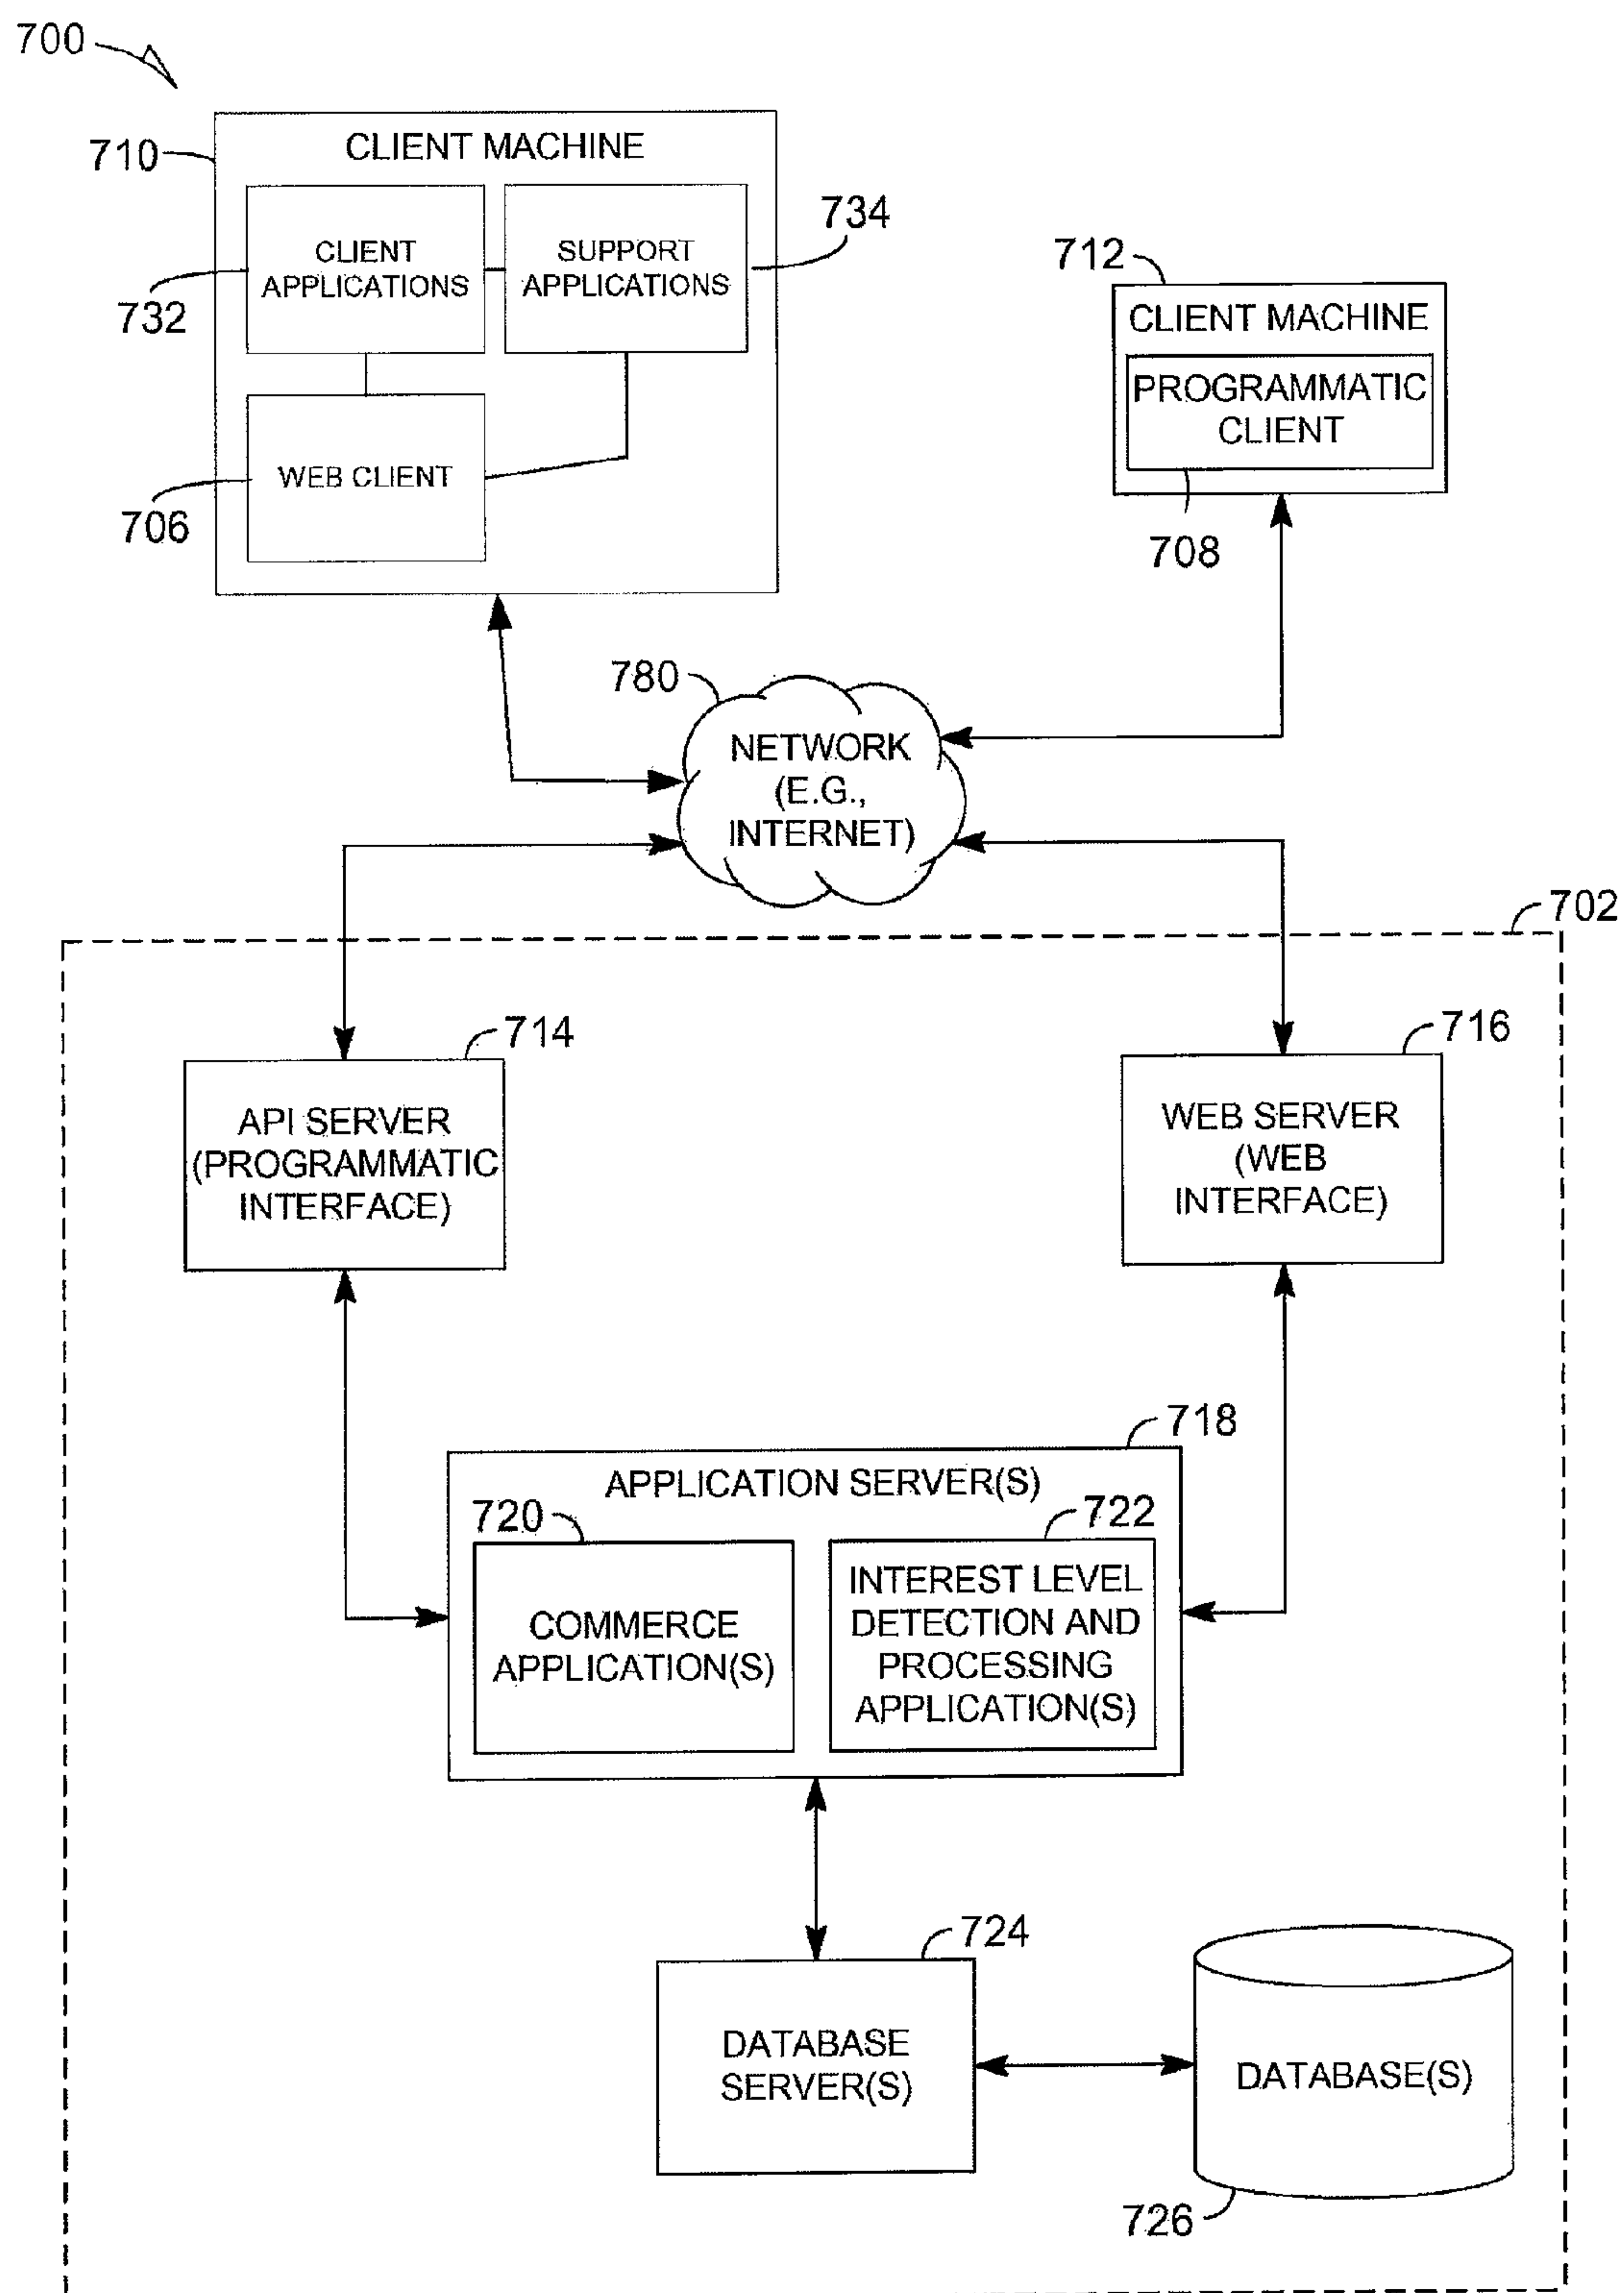 700
710
CLIENT MACHINE
CLIENT
APPLICATIONS
SUPPORT
APPLICATIONS
734
732
WEB CLIENT
706
712
CLIENT MACHINE
PROGRAMMATIC
CLIENT
708
780
NETWORK
(E.G.,
INTERNET)
702
714
API SERVER
(PROGRAMMATIC
INTERFACE)
716
WEB SERVER
(WEB
INTERFACE)
718
APPLICATION SERVER(S)
720
COMMERCE
APPLICATION(S)
722
INTEREST LEVEL
DETECTION AND
PROCESSING
APPLICATION(S)
724
DATABASE
SERVER(S)
DATABASE(S)
726